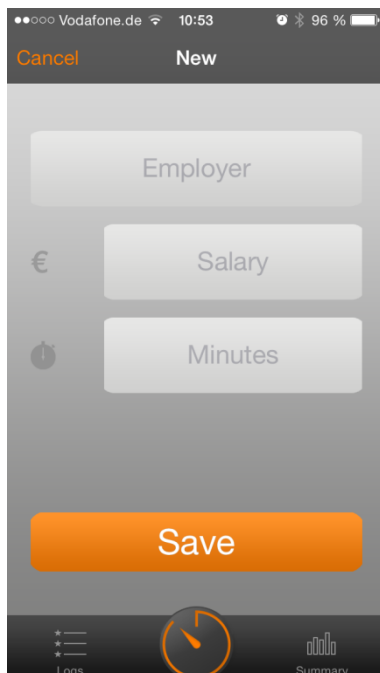 Vodafone.de 10:53 96 %
Cancel New
Employer
€ Salary
Minutes
Save
Logs Summary